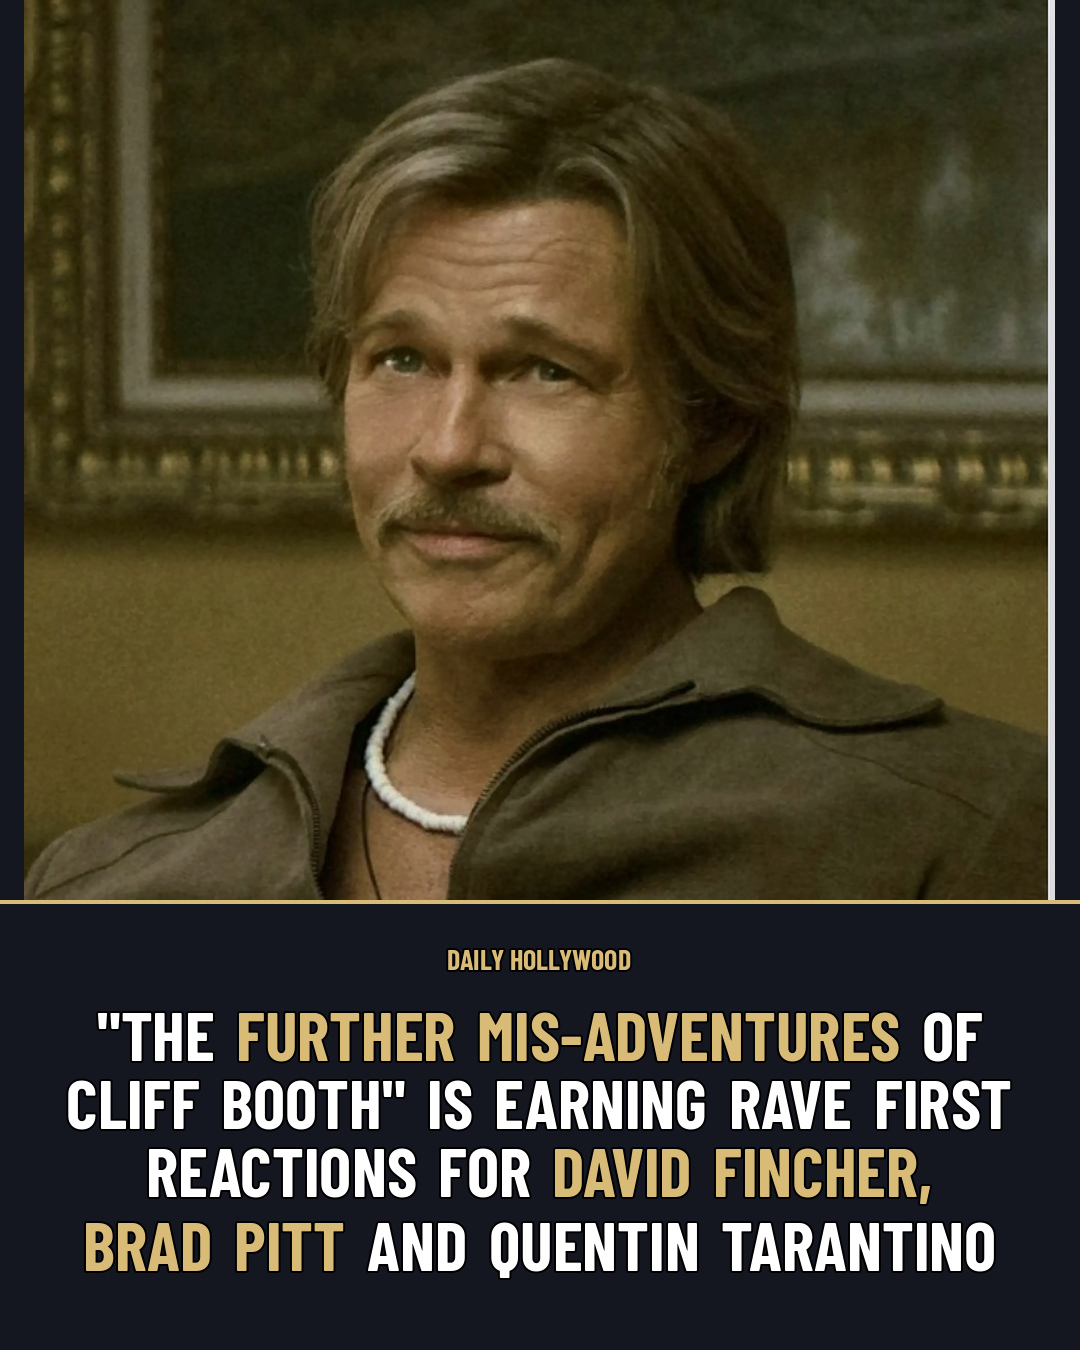 DAILY HOLLYWOOD
"THE FURTHER MIS-ADVENTURES OF
CLIFF BOOTH" IS EARNING RAVE FIRST
REACTIONS FOR DAVID FINCHER,
BRAD PITT AND QUENTIN TARANTINO